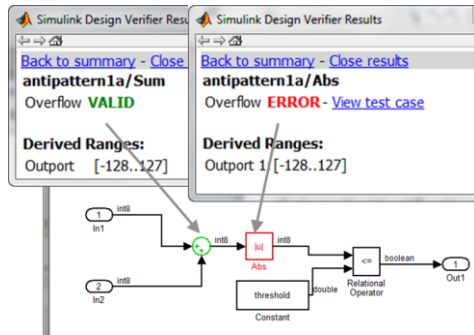 Simulink Design Verifier Resu
Back to summary - Close
antipattern1a/Sum
Overflow VALID
Derived Ranges:
Outport [-128..127]
Simulink Design Verifier Results
Back to summary - Close results
antipattern1a/Abs
Overflow ERROR - View test case
Derived Ranges:
Outport 1: [-128..127]
1
int8
In1
2
int8
In2
int8
|u|
int8
Abs
threshold
double
Constant
<=
boolean
Relational
Operator
1
Out1